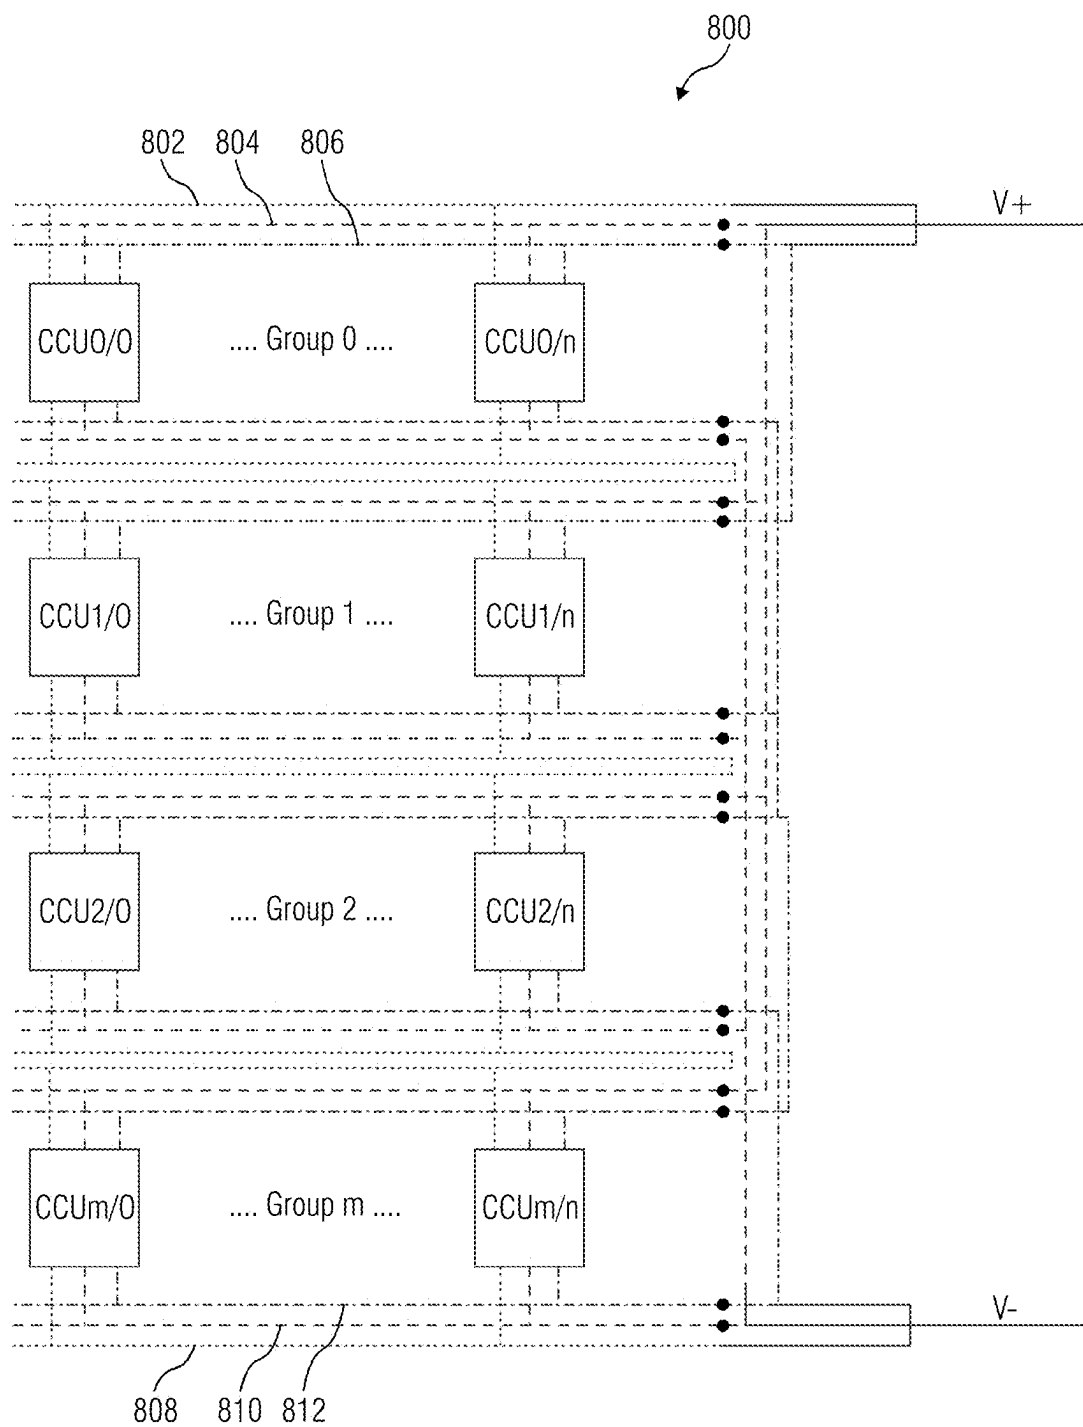 800
802 804 806
V+
CCU0/0 .... Group 0 .... CCU0/n
CCU1/0 .... Group 1 .... CCU1/n
CCU2/0 .... Group 2 .... CCU2/n
CCUm/0 .... Group m .... CCUm/n
V-
808 810 812